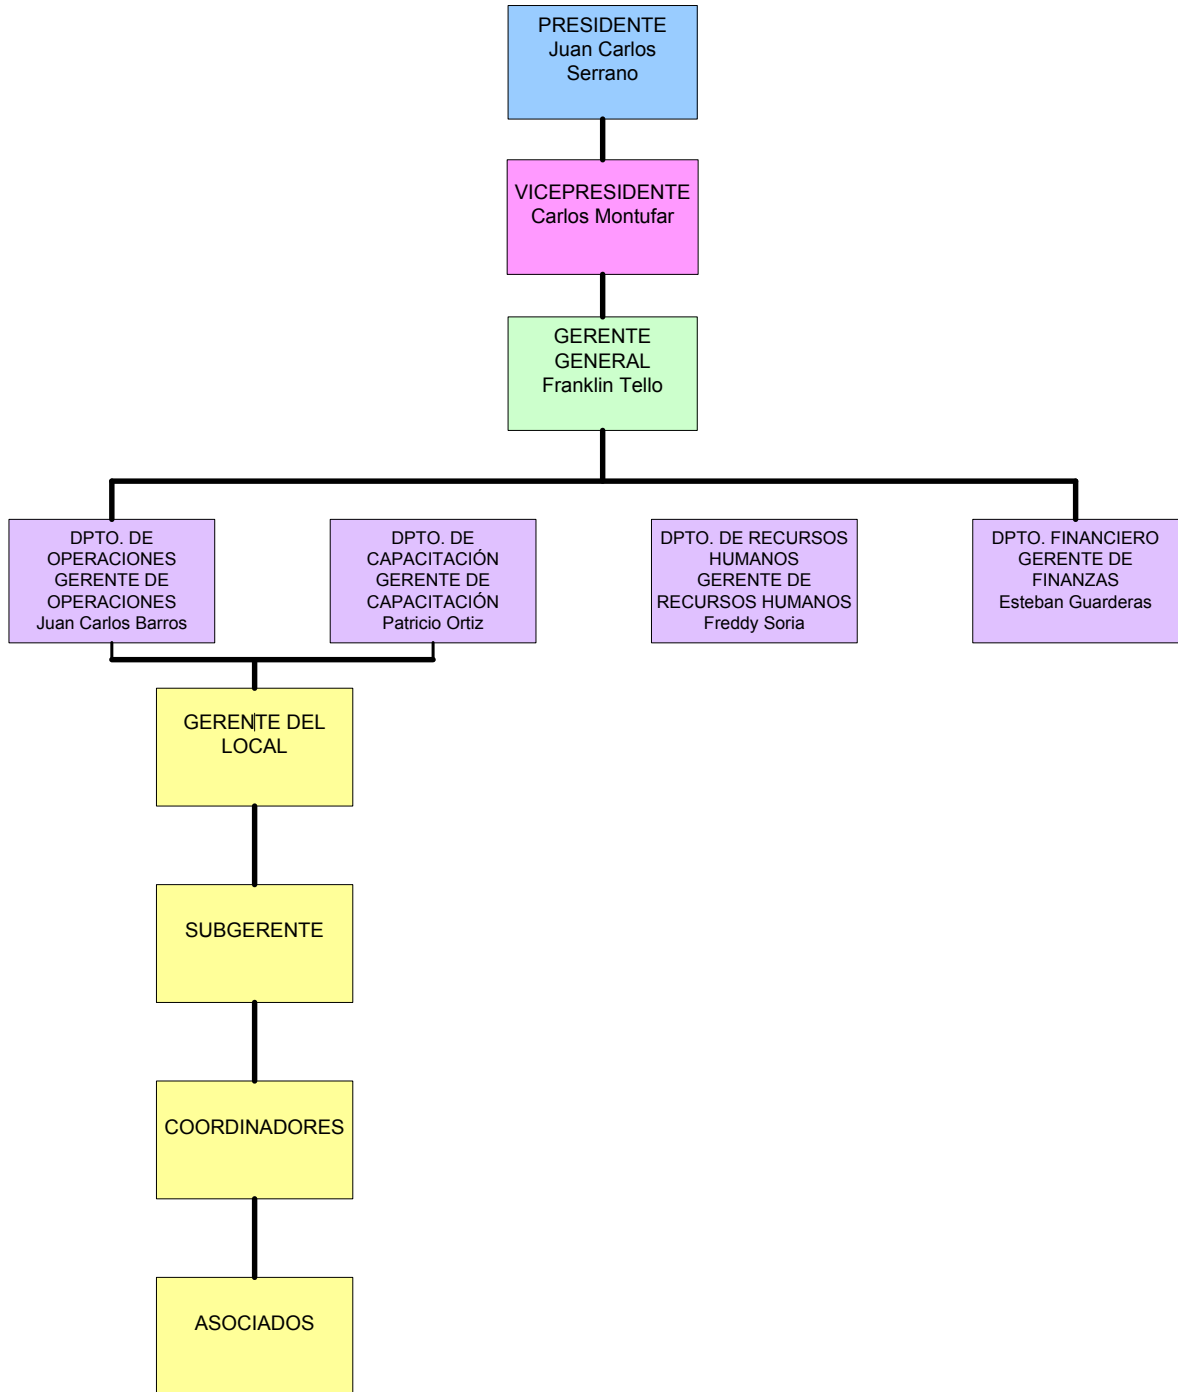 PRESIDENTE
Juan Carlos
Serrano
VICEPRESIDENTE
Carlos Montufar
GERENTE
GENERAL
Franklin Tello
DPTO. DE
OPERACIONES
GERENTE DE
OPERACIONES
Juan Carlos Barros
DPTO. DE
CAPACITACIÓN
GERENTE DE
CAPACITACIÓN
Patricio Ortiz
DPTO. DE RECURSOS
HUMANOS
GERENTE DE
RECURSOS HUMANOS
Freddy Soria
DPTO. FINANCIERO
GERENTE DE
FINANZAS
Esteban Guarderas
GERENTE DEL
LOCAL
SUBGERENTE
COORDINADORES
ASOCIADOS